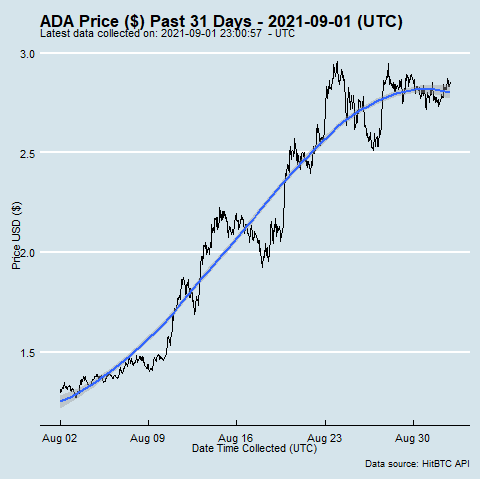 ADA Price ($) Past 31 Days - 2021-09-01 (UTC)
Latest data collected on: 2021-09-01 23:00:57 - UTC
3.0
2.5
2.0
1.5
Price USD ($)
Aug 02 Aug 09 Aug 16 Aug 23 Aug 30
Date Time Collected (UTC)
Data source: HitBTC API